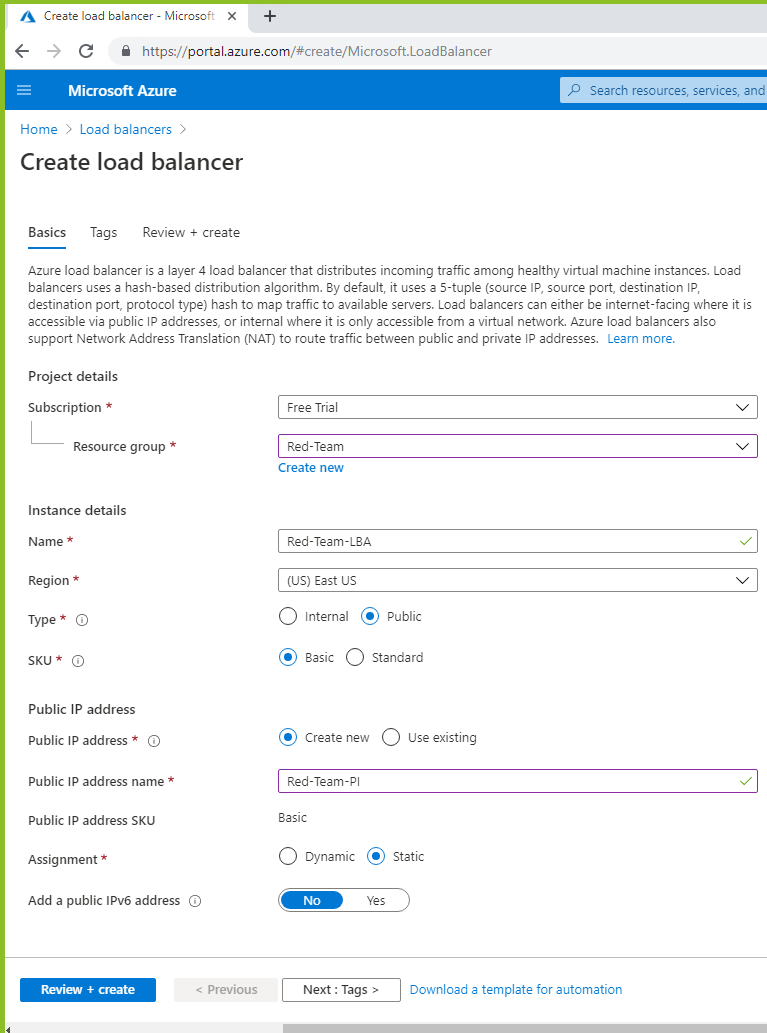 Create load balancer - Microsoft
https://portal.azure.com/#create/Microsoft.LoadBalancer
Microsoft Azure
Search resources, services, and
Home > Load balancers >
Create load balancer
Basics Tags Review + create
Azure load balancer is a layer 4 load balancer that distributes incoming traffic among healthy virtual machine instances. Load
balancers uses a hash-based distribution algorithm. By default, it uses a 5-tuple (source IP, source port, destination IP,
destination port, protocol type) hash to map traffic to available servers. Load balancers can either be internet-facing where it is
accessible via public IP addresses, or internal where it is only accessible from a virtual network. Azure load balancers also
support Network Address Translation (NAT) to route traffic between public and private IP addresses. Learn more.
Project details
Subscription * Free Trial
Resource group * Red-Team
Create new
Instance details
Name * Red-Team-LBA
Region * (US) East US
Type * Internal Public
SKU * Basic Standard
Public IP address
Public IP address * Create new Use existing
Public IP address name * Red-Team-PI
Public IP address SKU Basic
Assignment * Dynamic Static
Add a public IPv6 address No Yes
Review + create < Previous Next : Tags > Download a template for automation